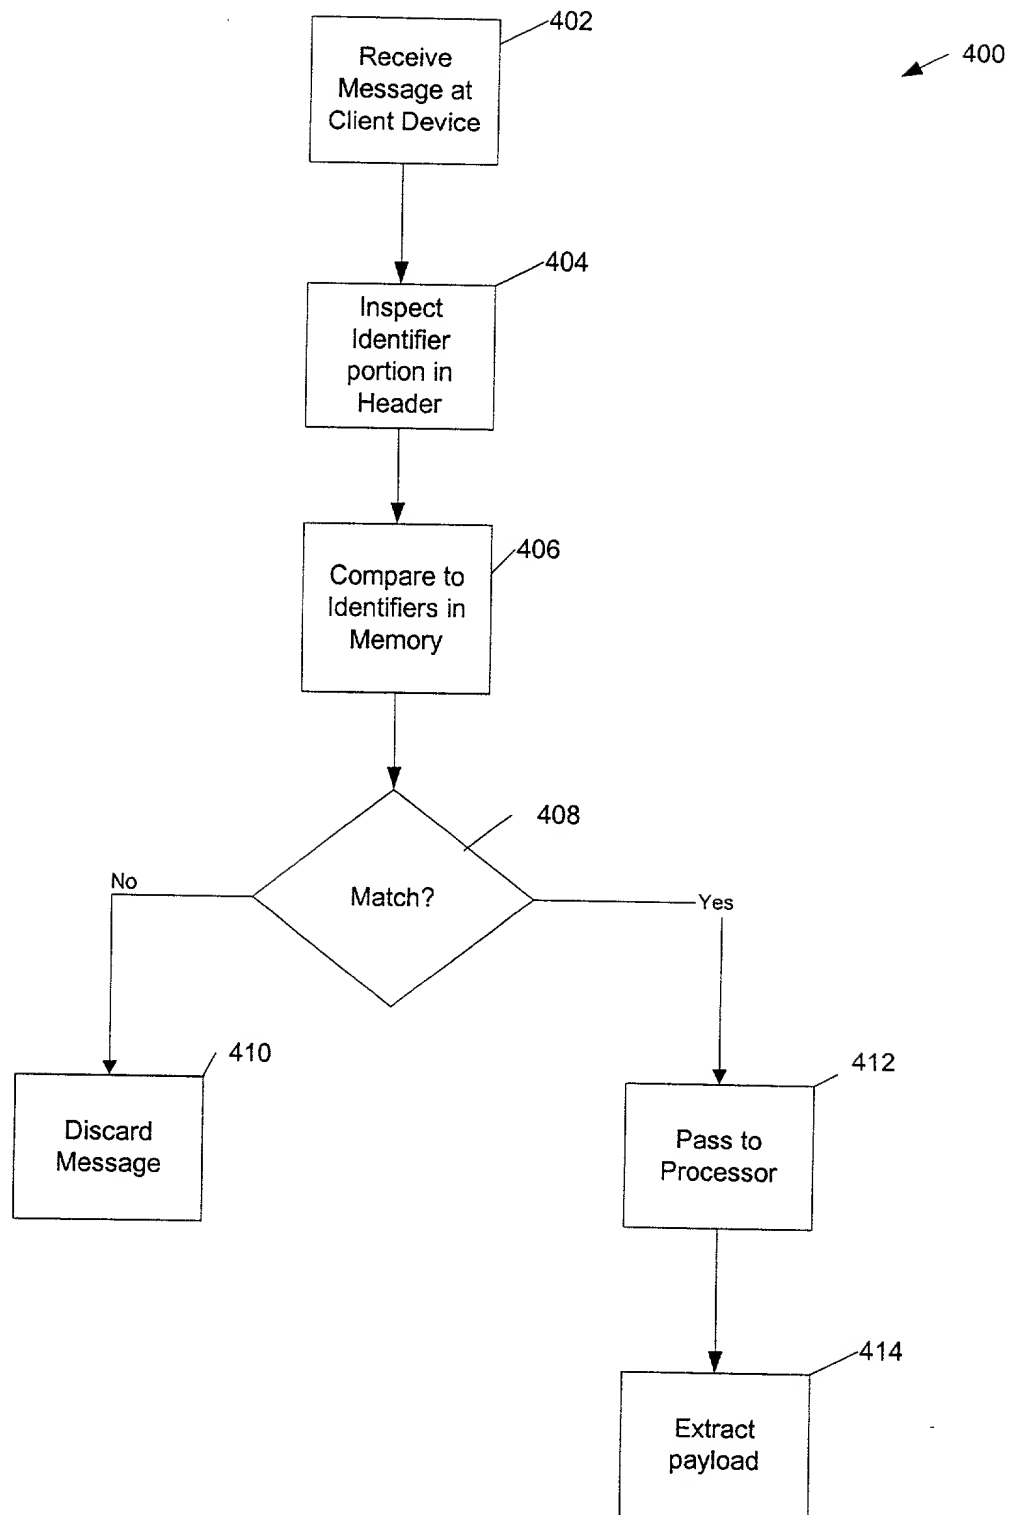 402
400
Receive
Message at
Client Device
404
Inspect
Identifier
portion in
Header
406
Compare to
Identifiers in
Memory
408
Match?
No
Yes
410
412
Discard
Message
Pass to
Processor
414
Extract
payload